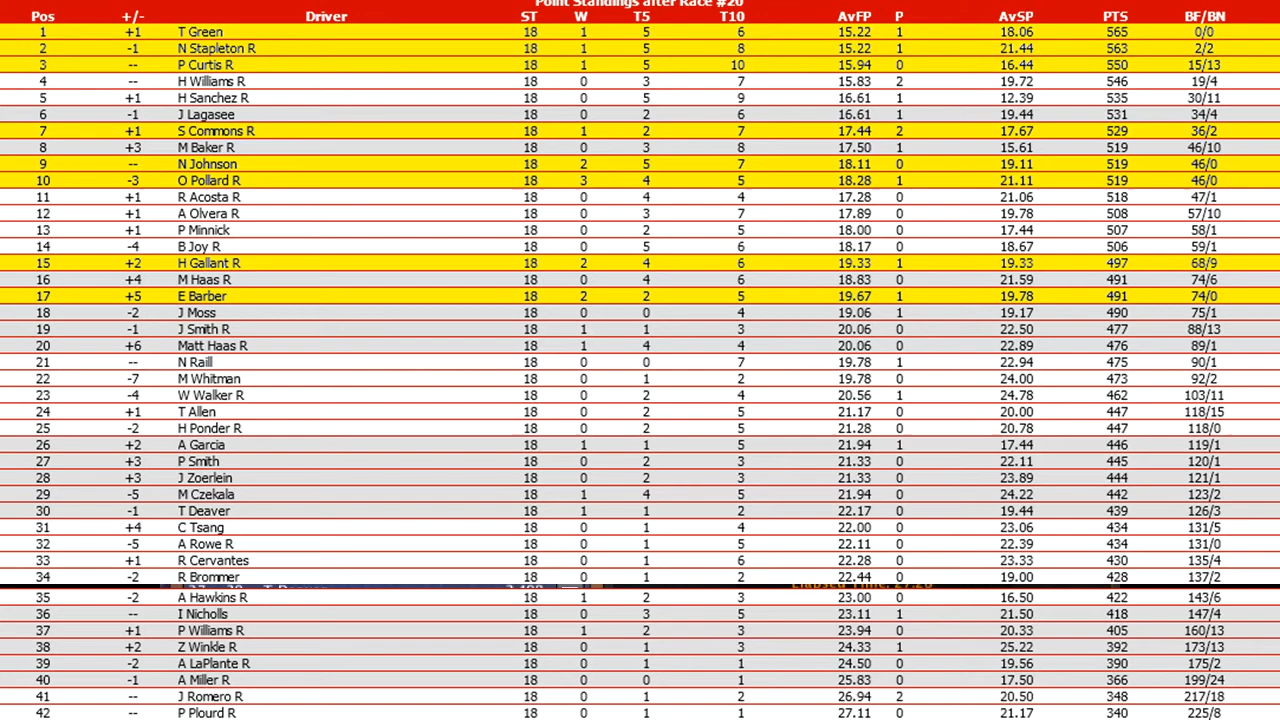 Point Standings after Race #20
Pos +/- Driver ST W T5 T10 AvFP P AvSP PTS BF/BN
1 +1 T Green 18 1 5 6 15.22 1 18.06 565 0/0
2 -1 N Stapleton R 18 1 5 8 15.22 1 21.44 563 2/2
3 -- P Curtis R 18 1 5 10 15.94 0 16.44 550 15/13
4 -- H Williams R 18 0 3 7 15.83 2 19.72 546 19/4
5 +1 H Sanchez R 18 0 5 9 16.61 1 12.39 535 30/11
6 -1 J Lagasee 18 0 2 6 16.61 1 19.44 531 34/4
7 +1 S Commons R 18 1 2 7 17.44 2 17.67 529 36/2
8 +3 M Baker R 18 0 3 8 17.50 1 15.61 519 46/10
9 -- N Johnson 18 2 5 7 18.11 0 19.11 519 46/0
10 -3 O Pollard R 18 3 4 5 18.28 1 21.11 519 46/0
11 +1 R Acosta R 18 0 4 4 17.28 0 21.06 518 47/1
12 +1 A Olvera R 18 0 3 7 17.89 0 19.78 508 57/10
13 +1 P Minnick 18 0 2 5 18.00 0 17.44 507 58/1
14 -4 B Joy R 18 0 5 6 18.17 0 18.67 506 59/1
15 +2 H Gallant R 18 2 4 6 19.33 1 19.33 497 68/9
16 +4 M Haas R 18 0 4 6 18.83 0 21.59 491 74/6
17 +5 E Barber 18 2 2 5 19.67 1 19.78 491 74/0
18 -2 J Moss 18 0 0 4 19.06 1 19.17 490 75/1
19 -1 J Smith R 18 1 1 3 20.06 0 22.50 477 88/13
20 +6 Matt Haas R 18 1 4 4 20.06 0 22.89 476 89/1
21 -- N Raill 18 0 0 7 19.78 1 22.94 475 90/1
22 -7 M Whitman 18 0 1 2 19.78 0 24.00 473 92/2
23 -4 W Walker R 18 0 2 4 20.56 1 24.78 462 103/11
24 +1 T Allen 18 0 2 5 21.17 0 20.00 447 118/15
25 -2 H Ponder R 18 0 2 5 21.28 0 20.78 447 118/0
26 +2 A Garcia 18 1 1 5 21.94 1 17.44 446 119/1
27 +3 P Smith 18 0 2 3 21.33 0 22.11 445 120/1
28 +3 J Zoerlein 18 0 2 3 21.33 0 23.89 444 121/1
29 -5 M Czekala 18 1 4 5 21.94 0 24.22 442 123/2
30 -1 T Deaver 18 1 1 2 22.17 0 19.44 439 126/3
31 +4 C Tsang 18 0 1 4 22.00 0 23.06 434 131/5
32 -5 A Rowe R 18 0 1 5 22.11 0 22.39 434 131/0
33 +1 R Cervantes 18 0 1 6 22.28 0 23.33 430 135/4
34 -2 R Brommer 18 0 1 2 22.44 0 19.00 428 137/2
35 -2 A Hawkins R 18 1 2 3 23.00 0 16.50 422 143/6
36 -- I Nicholls 18 0 3 5 23.11 1 21.50 418 147/4
37 +1 P Williams R 18 1 2 3 23.94 0 20.33 405 160/13
38 +2 Z Winkle R 18 0 1 3 24.33 1 25.22 392 173/13
39 -2 A LaPlante R 18 0 1 1 24.50 0 19.56 390 175/2
40 -1 A Miller R 18 0 0 1 25.83 0 17.50 366 199/24
41 -- J Romero R 18 0 1 2 26.94 2 20.50 348 217/18
42 -- P Plourd R 18 0 1 1 27.11 0 21.17 340 225/8